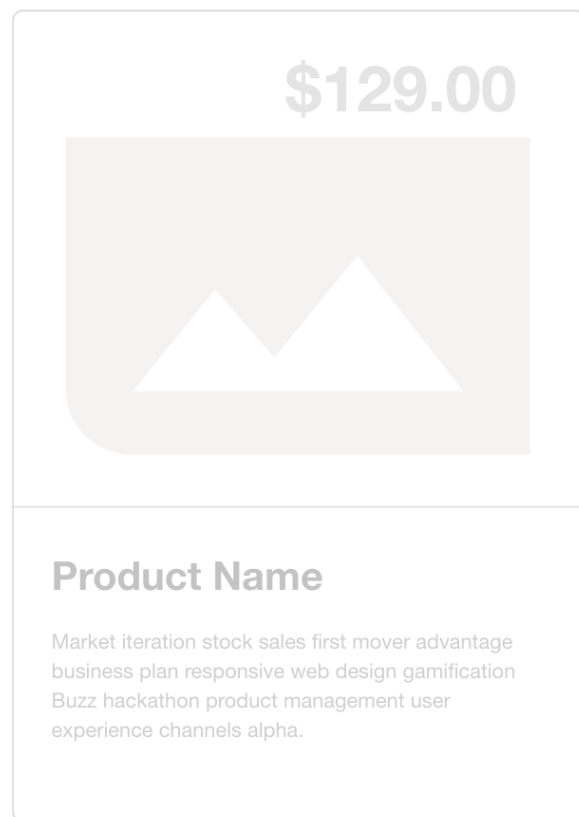 $129.00
Product Name
Market iteration stock sales first mover advantage
business plan responsive web design gamification
Buzz hackathon product management user
experience channels alpha.